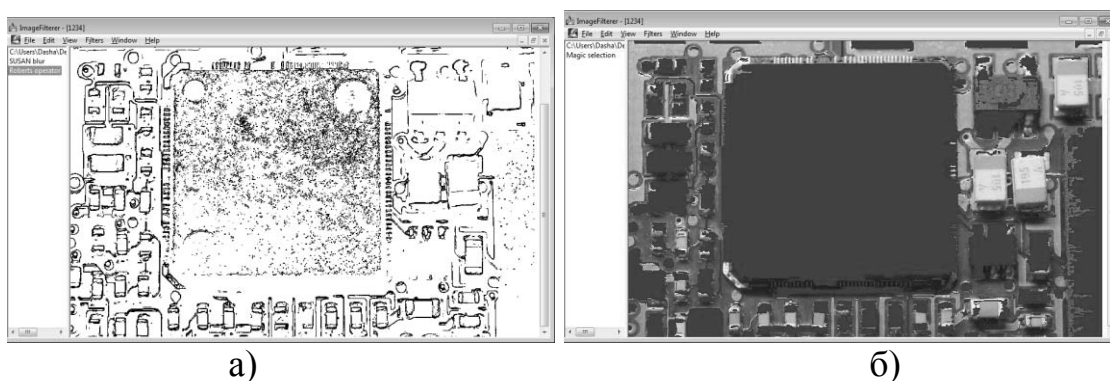 ImageFilterer - [1234]
File Edit View Filters Window Help
C:\Users\Dasha\De
SUSAN blur
Roberts operator
а)
ImageFilterer - [1234]
File Edit View Filters Window Help
C:\Users\Dasha\De
Magic selection
б)